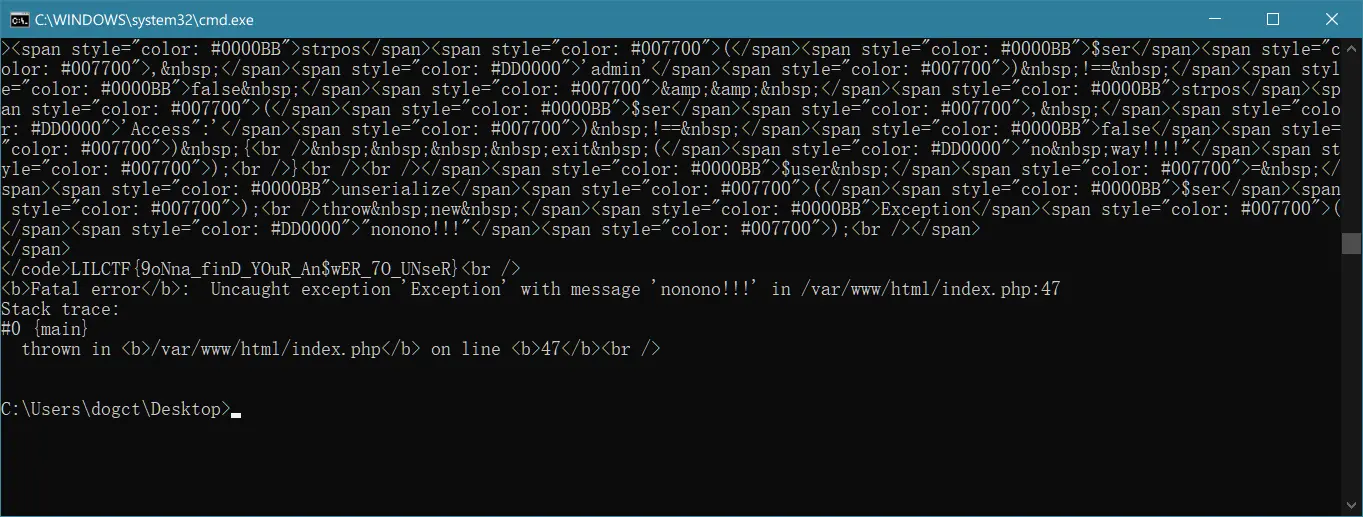 C:\WINDOWS\system32\cmd.exe
><span style="color: #0000BB">strpos</span><span style="color: #007700">(</span><span style="color: #0000BB">$ser</span><span style="c
olor: #007700">,&nbsp;</span><span style="color: #DD0000">'admin'</span><span style="color: #007700">)&nbsp;!==&nbsp;</span><span styl
e="color: #0000BB">false&nbsp;</span><span style="color: #007700">&amp;&amp;&nbsp;</span><span style="color: #0000BB">strpos</span><sp
an style="color: #007700">(</span><span style="color: #0000BB">$ser</span><span style="color: #007700">,&nbsp;</span><span style="colo
r: #DD0000">'Access":'</span><span style="color: #007700">)&nbsp;!==&nbsp;</span><span style="color: #0000BB">false</span><span style=
"color: #007700">)&nbsp;{<br />&nbsp;&nbsp;&nbsp;&nbsp;exit&nbsp;(</span><span style="color: #DD0000">"no&nbsp;way!!!!"</span><span st
yle="color: #007700">);<br />}<br /><br /></span><span style="color: #0000BB">$user&nbsp;</span><span style="color: #007700">=&nbsp;</
span><span style="color: #0000BB">unserialize</span><span style="color: #007700">(</span><span style="color: #0000BB">$ser</span><span
 style="color: #007700">);<br />throw&nbsp;new&nbsp;</span><span style="color: #0000BB">Exception</span><span style="color: #007700">(
</span><span style="color: #DD0000">"nonono!!!"</span><span style="color: #007700">);<br /></span>
</span>
</code>LILCTF{9oNna_finD_YOuR_An$wER_7O_UNseR}<br />
<b>Fatal error</b>:  Uncaught exception 'Exception' with message 'nonono!!!' in /var/www/html/index.php:47
Stack trace:
#0 {main}
  thrown in <b>/var/www/html/index.php</b> on line <b>47</b><br />
C:\Users\dogct\Desktop>